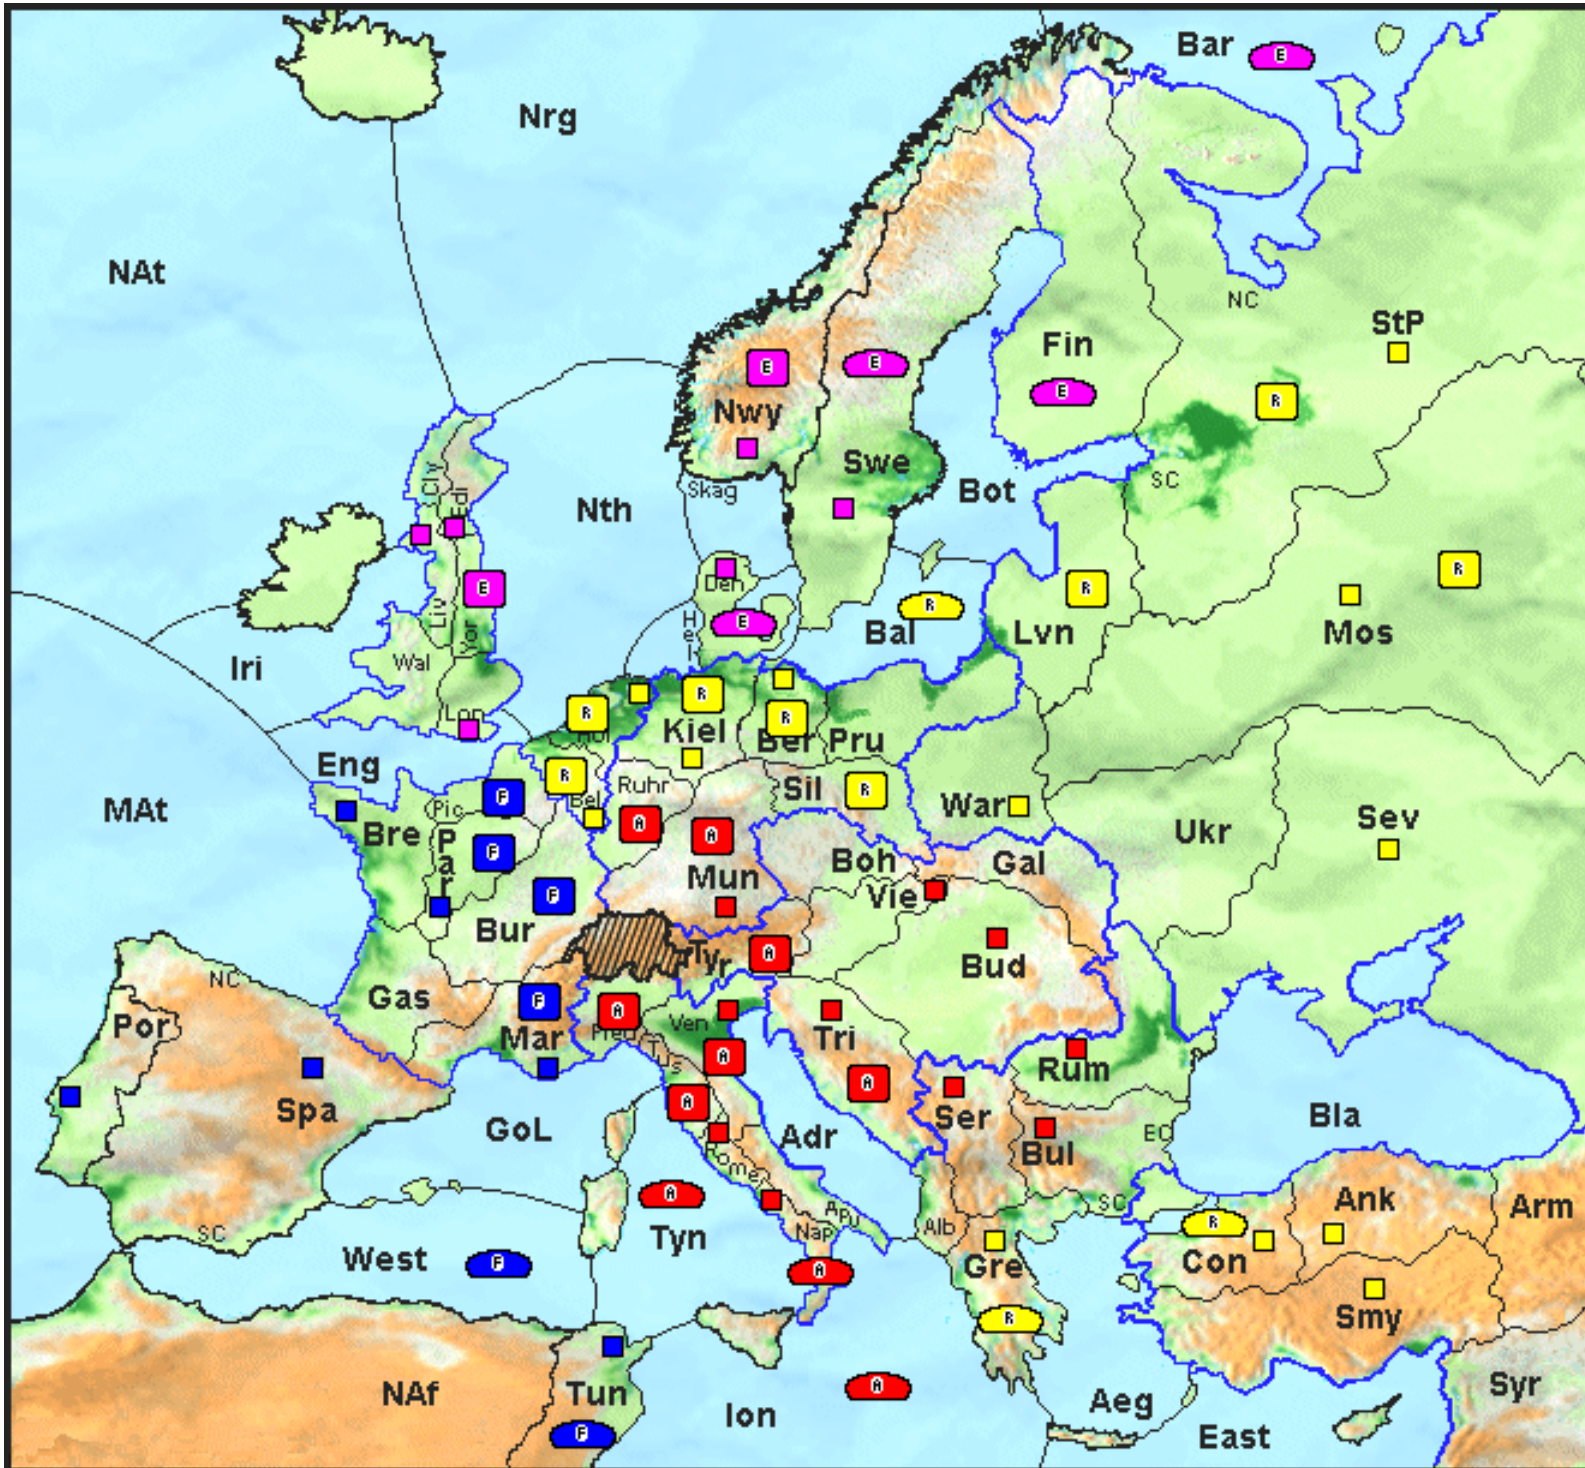 Bar
E
Nrg
NAt
NC
StP
Fin
E
E
E
R
Nwy
Swe
SC
Cly
Edi
Skag
Bot
Nth
R
Den
E
R
R
E
Hel
Bal
Lvn
Mos
Liv
Yor
Wal
Iri
Lon
R
R
R
Hol
Kiel
Ber
Pru
Eng
R
Ruhr
Sil
R
F
Bel
War
MAt
Pic
Bre
Par
A
A
Ukr
Sev
F
Boh
Gal
Mun
Vie
F
Bur
Tyr
A
Bud
NC
Gas
F
A
Por
Mar
Pied
Ven
Tri
Tus
A
Rum
A
Spa
A
Ser
GoL
Adr
Bul
EC
Bla
Rome
A
Apu
SC
Ank
Arm
SC
Tyn
Nap
Alb
R
West
F
A
Gre
Con
R
Smy
A
NAf
Tun
Ion
Aeg
Syr
F
East